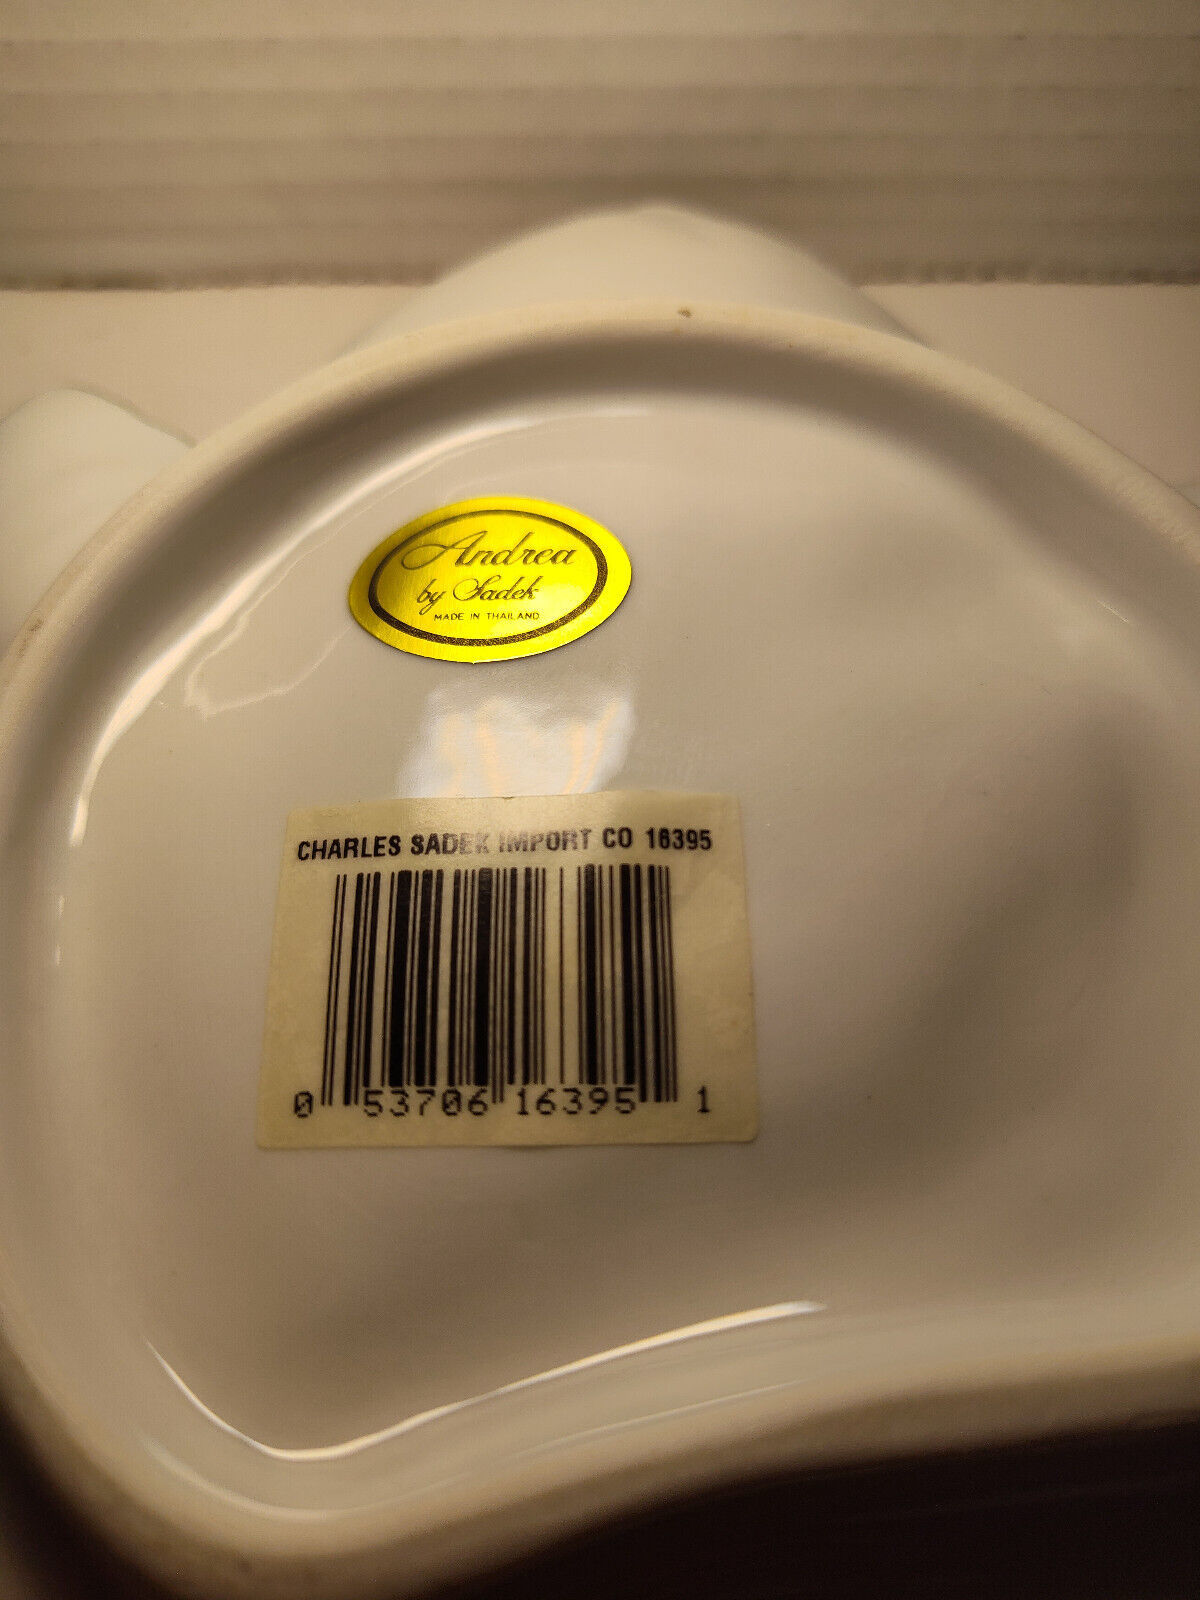 Andrea
by Sadek
MADE IN THAILAND
CHARLES SADEK IMPORT CO 16395
0 53706 16395 1